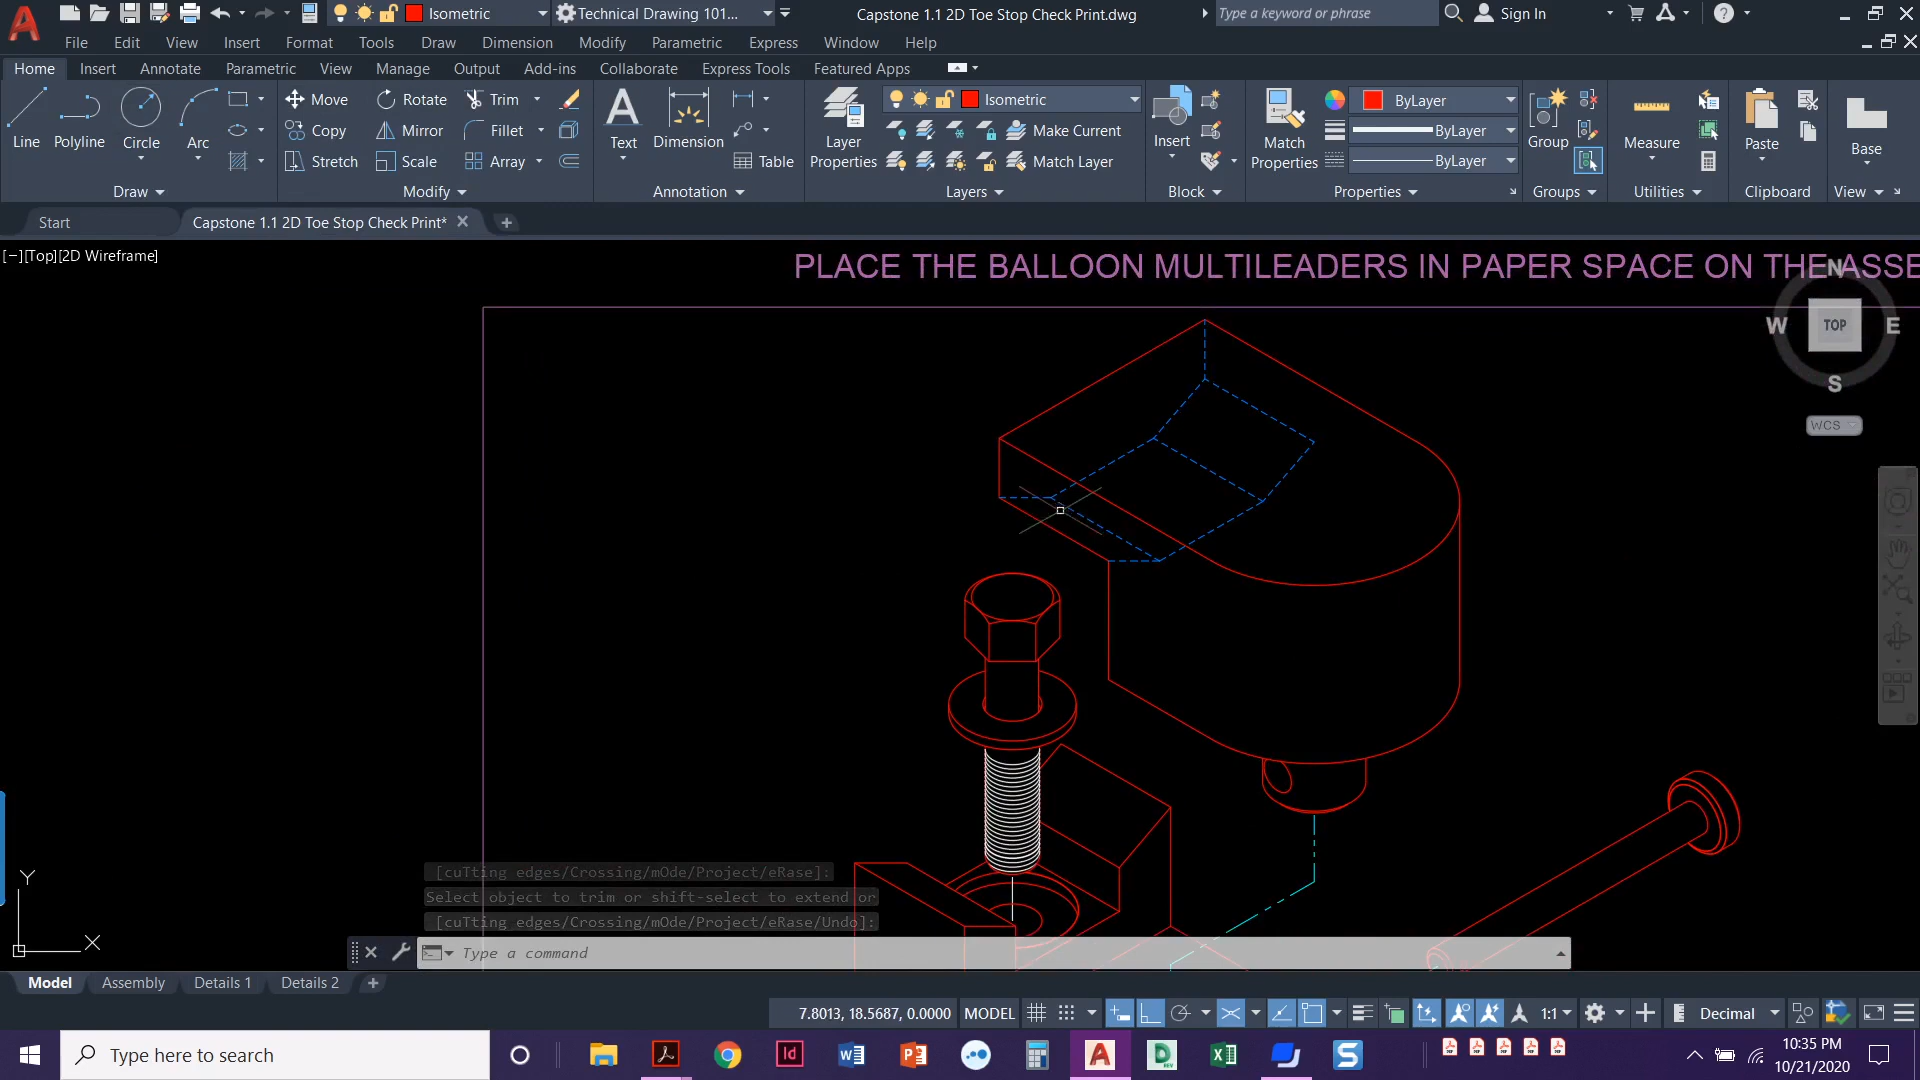 Isometric
Technical Drawing 101...
Capstone 1.1 2D Toe Stop Check Print.dwg
Type a keyword or phrase
Sign In
File Edit View Insert Format Tools Draw Dimension Modify Parametric Express Window Help
Home Insert Annotate Parametric View Manage Output Add-ins Collaborate Express Tools Featured Apps
Line Polyline Circle Arc
Move Rotate Trim
Copy Mirror Fillet
Stretch Scale Array
Text Dimension Table
Layer Properties
Isometric
Make Current
Match Layer
Insert
Match Properties
ByLayer
ByLayer
ByLayer
Group
Measure
Paste
Base
Draw Modify Annotation Layers Block Properties Groups Utilities Clipboard View
Start Capstone 1.1 2D Toe Stop Check Print*
[−][Top][2D Wireframe]
PLACE THE BALLOON MULTILEADERS IN PAPER SPACE ON THE ASSE
N
W TOP E
S
WCS
Y
X
[cuTting edges/Crossing/mOde/Project/eRase]:
Select object to trim or shift-select to extend or
[cuTting edges/Crossing/mOde/Project/eRase/Undo]:
Type a command
Model Assembly Details 1 Details 2
7.8013, 18.5687, 0.0000 MODEL 1:1 Decimal
Type here to search
10:35 PM
10/21/2020